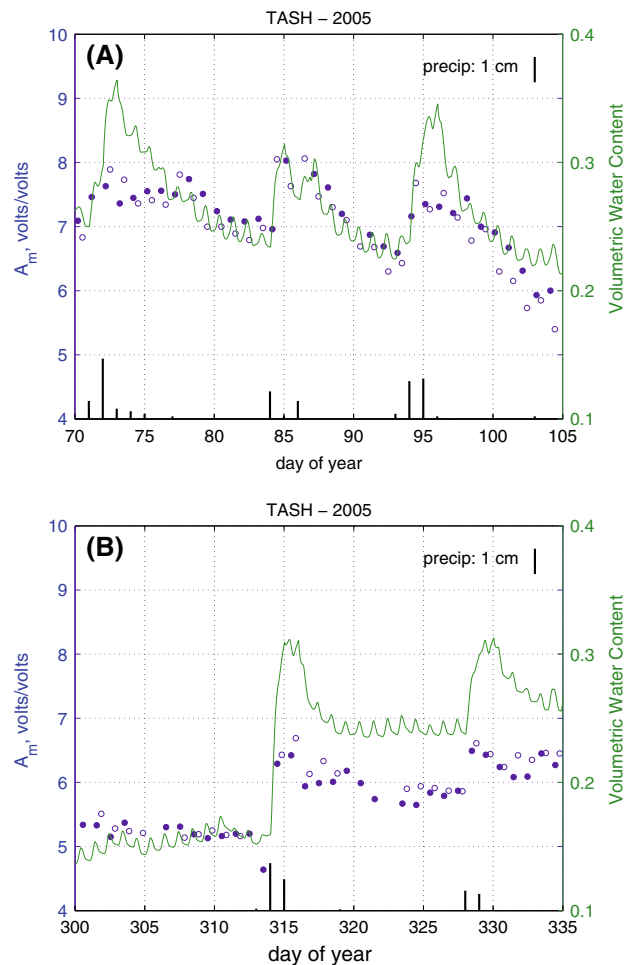 TASH – 2005
(A)
precip: 1 cm
10
9
8
7
6
5
4
A_m, volts/volts
0.4
0.3
0.2
0.1
Volumetric Water Content
70 75 80 85 90 95 100 105
day of year
TASH – 2005
(B)
precip: 1 cm
10
9
8
7
6
5
4
A_m, volts/volts
0.4
0.3
0.2
0.1
Volumetric Water Content
300 305 310 315 320 325 330 335
day of year